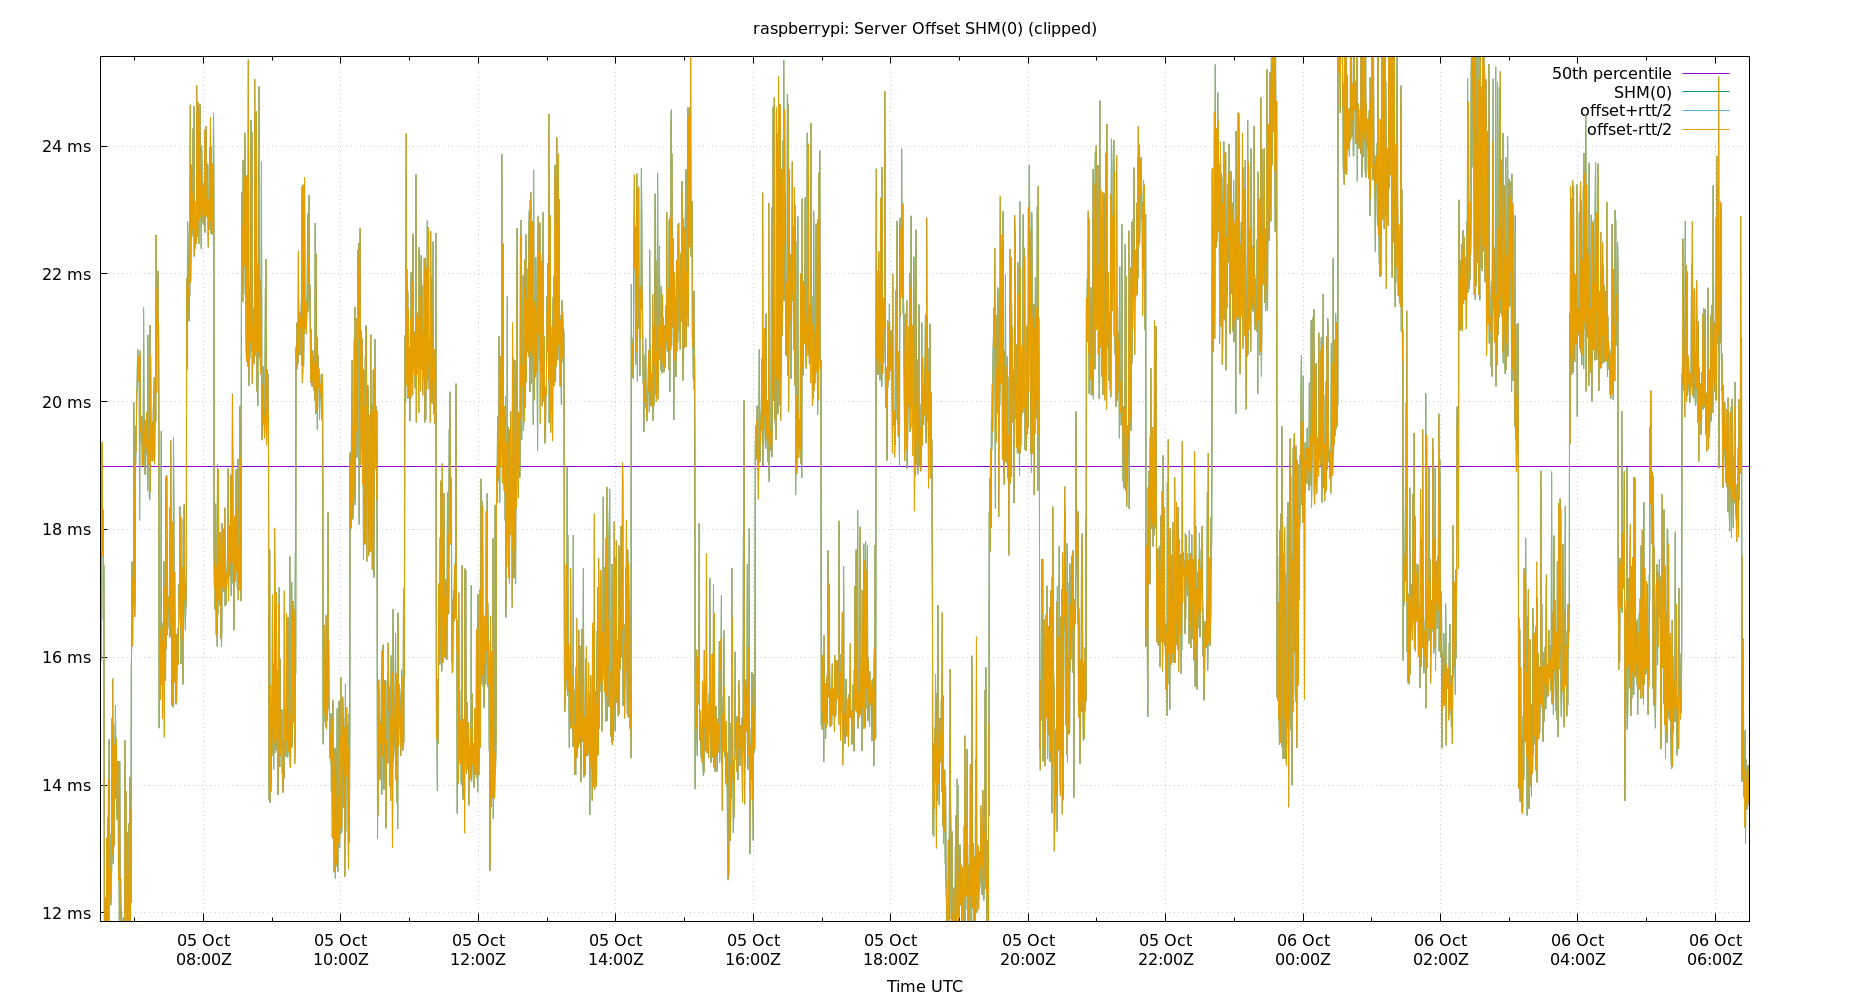 raspberrypi: Server Offset SHM(0) (clipped)
50th percentile
SHM(0)
offset+rtt/2
offset-rtt/2
24 ms
22 ms
20 ms
18 ms
16 ms
14 ms
12 ms
05 Oct 05 Oct 05 Oct 05 Oct 05 Oct 05 Oct 05 Oct 05 Oct 06 Oct 06 Oct 06 Oct 06 Oct
08:00Z 10:00Z 12:00Z 14:00Z 16:00Z 18:00Z 20:00Z 22:00Z 00:00Z 02:00Z 04:00Z 06:00Z
Time UTC